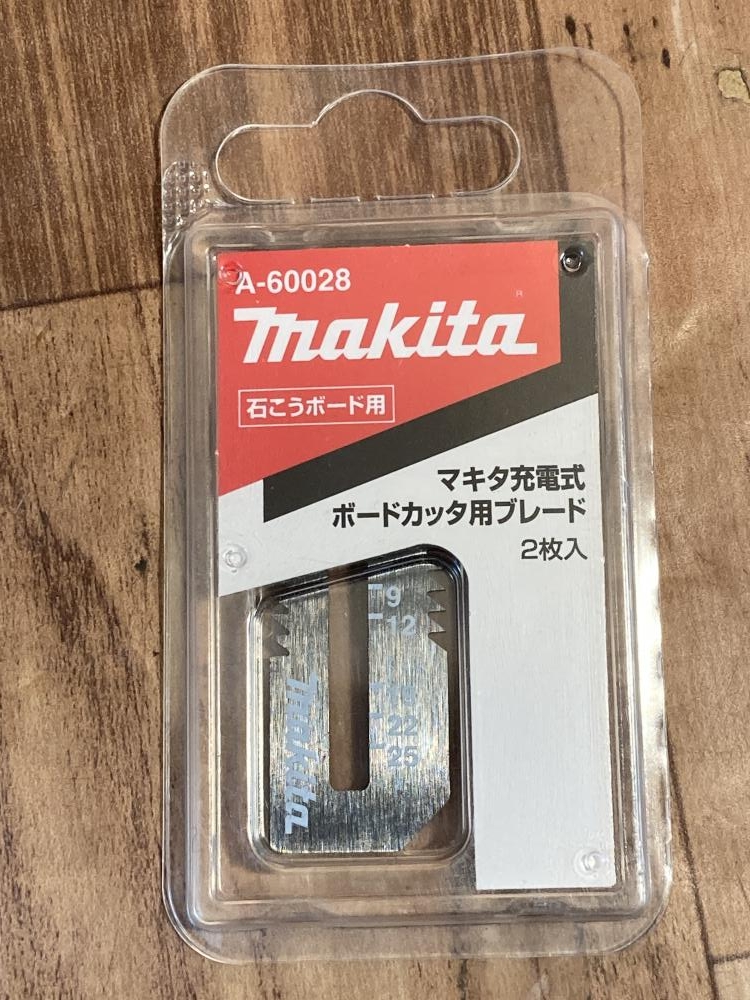 A-60028
makita
石こうボード用
マキタ充電式
ボードカッタ用ブレード
2枚入
9
12
22
25
makita